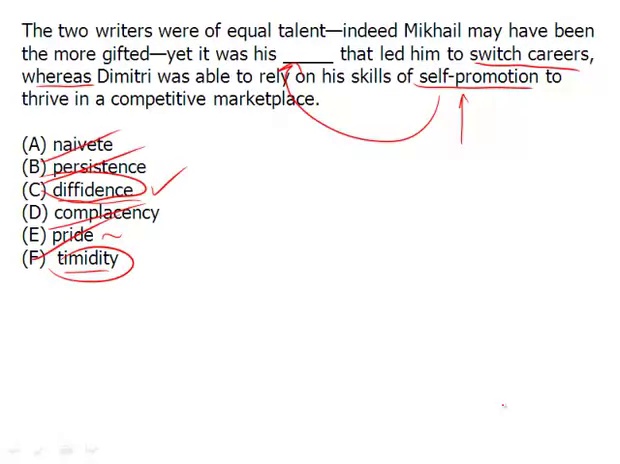 The two writers were of equal talent—indeed Mikhail may have been
the more gifted—yet it was his ______ that led him to switch careers,
whereas Dimitri was able to rely on his skills of self-promotion to
thrive in a competitive marketplace.
(A) naivete
(B) persistence
(C) diffidence
(D) complacency
(E) pride
(F) timidity